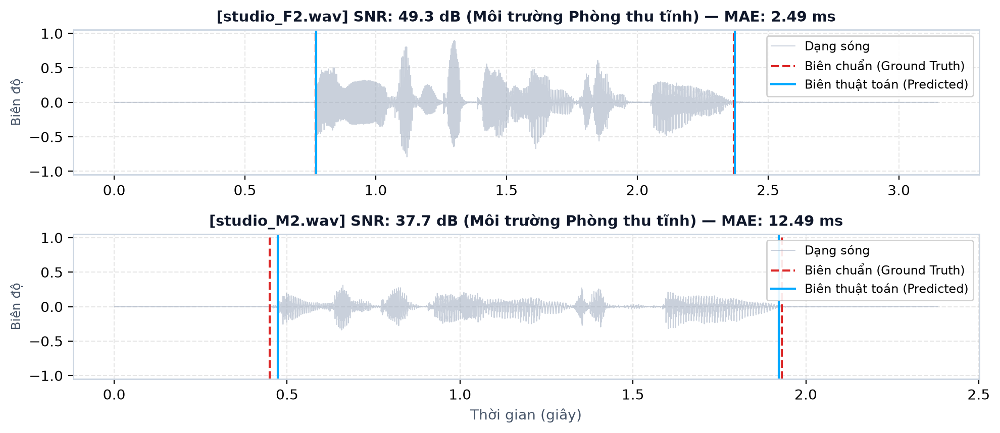 [studio_F2.wav] SNR: 49.3 dB (Môi trường Phòng thu tĩnh) — MAE: 2.49 ms
Biên độ
1.0
0.5
0.0
−0.5
−1.0
Dạng sóng
Biên chuẩn (Ground Truth)
Biên thuật toán (Predicted)
0.0 0.5 1.0 1.5 2.0 2.5 3.0
[studio_M2.wav] SNR: 37.7 dB (Môi trường Phòng thu tĩnh) — MAE: 12.49 ms
Biên độ
1.0
0.5
0.0
−0.5
−1.0
Dạng sóng
Biên chuẩn (Ground Truth)
Biên thuật toán (Predicted)
0.0 0.5 1.0 1.5 2.0 2.5
Thời gian (giây)